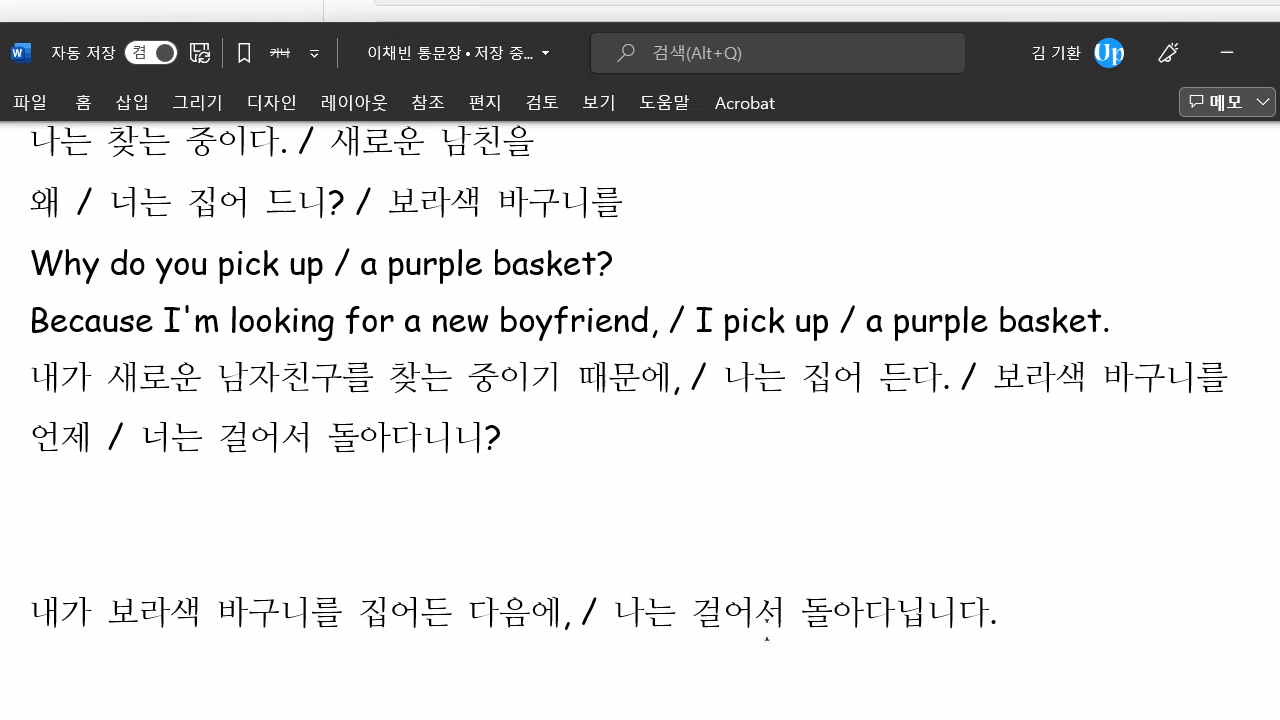 자동 저장 켬 가나 이채빈 통문장 • 저장 중... 검색(Alt+Q) 김 기환 Up
파일 홈 삽입 그리기 디자인 레이아웃 참조 편지 검토 보기 도움말 Acrobat 메모
나는 찾는 중이다. / 새로운 남친을
왜 / 너는 집어 드니? / 보라색 바구니를
Why do you pick up / a purple basket?
Because I'm looking for a new boyfriend, / I pick up / a purple basket.
내가 새로운 남자친구를 찾는 중이기 때문에, / 나는 집어 든다. / 보라색 바구니를
언제 / 너는 걸어서 돌아다니니?
내가 보라색 바구니를 집어든 다음에, / 나는 걸어서 돌아다닙니다.